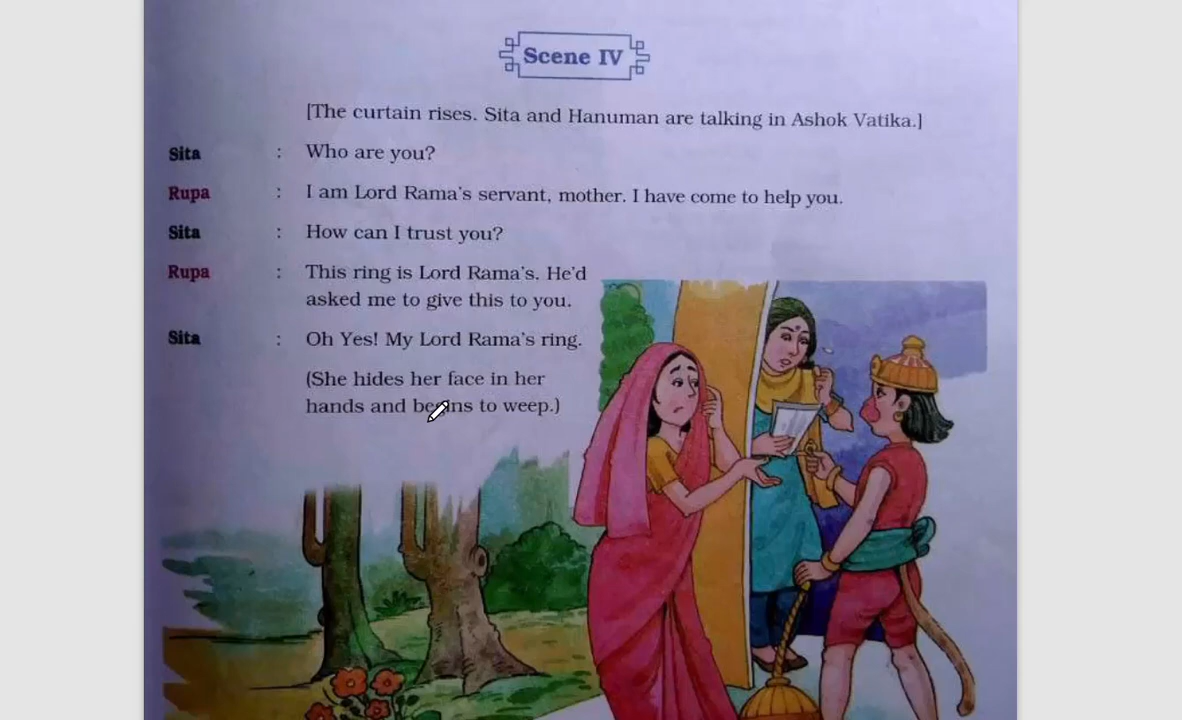 Scene IV
[The curtain rises. Sita and Hanuman are talking in Ashok Vatika.]
Sita : Who are you?
Rupa : I am Lord Rama's servant, mother. I have come to help you.
Sita : How can I trust you?
Rupa : This ring is Lord Rama's. He'd
asked me to give this to you.
Sita : Oh Yes! My Lord Rama's ring.
(She hides her face in her
hands and begins to weep.)